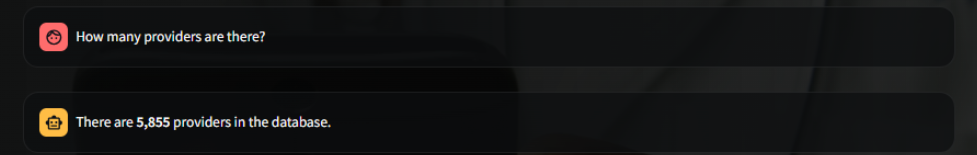 How many providers are there?
There are 5,855 providers in the database.